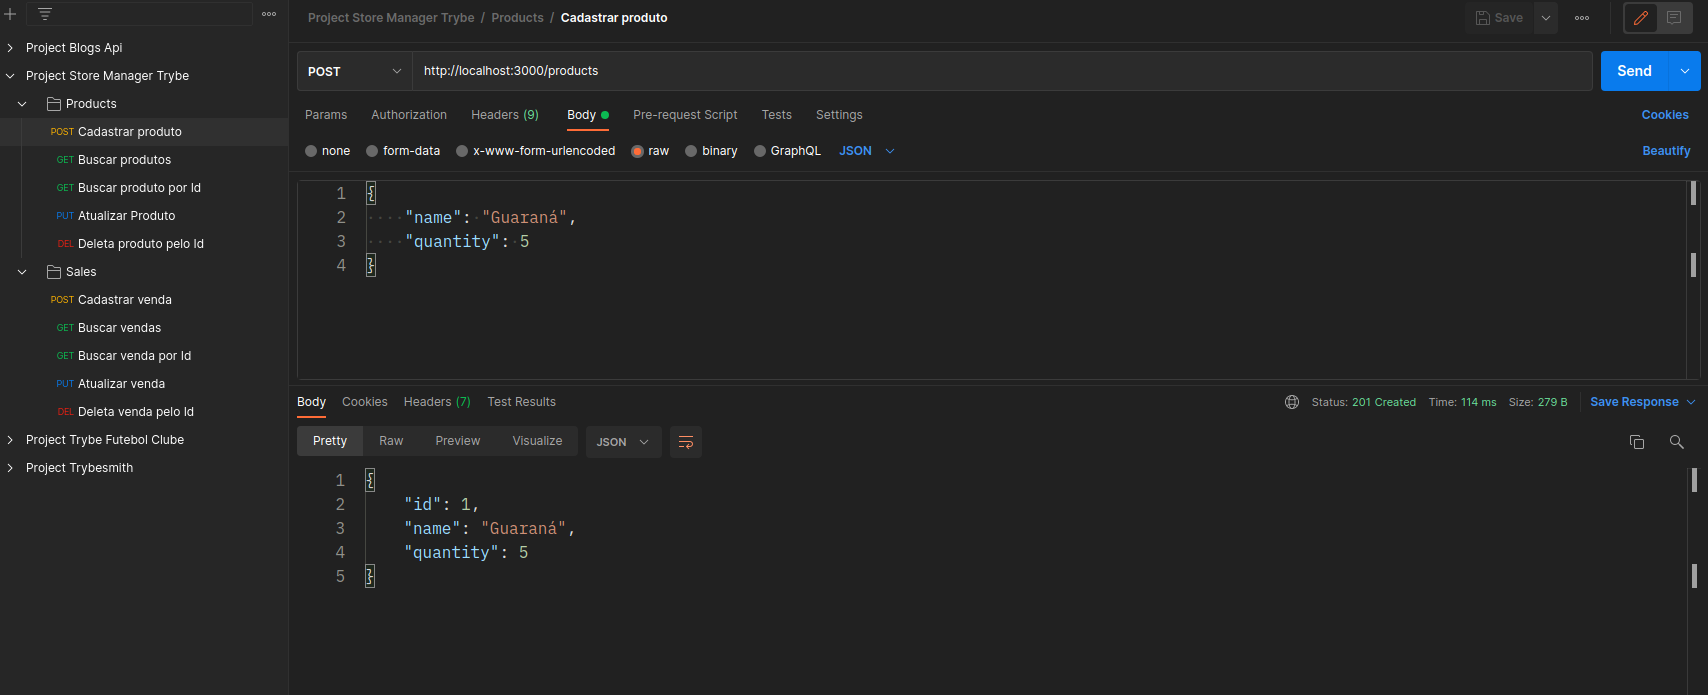 Project Blogs Api
Project Store Manager Trybe
Products
POST Cadastrar produto
GET Buscar produtos
GET Buscar produto por Id
PUT Atualizar Produto
DEL Deleta produto pelo Id
Sales
POST Cadastrar venda
GET Buscar vendas
GET Buscar venda por Id
PUT Atualizar venda
DEL Deleta venda pelo Id
Project Trybe Futebol Clube
Project Trybesmith
Project Store Manager Trybe / Products / Cadastrar produto
Save
POST http://localhost:3000/products Send
Params Authorization Headers (9) Body Pre-request Script Tests Settings Cookies
none form-data x-www-form-urlencoded raw binary GraphQL JSON Beautify
1 {
2 "name": "Guaraná",
3 "quantity": 5
4 }
Body Cookies Headers (7) Test Results Status: 201 Created Time: 114 ms Size: 279 B Save Response
Pretty Raw Preview Visualize JSON
1 {
2 "id": 1,
3 "name": "Guaraná",
4 "quantity": 5
5 }